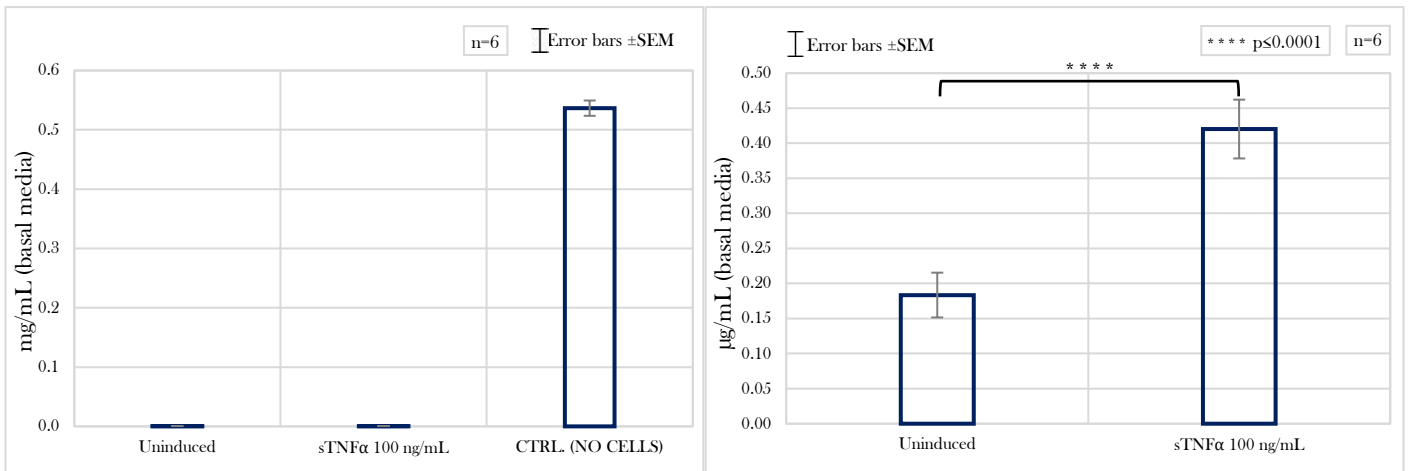 n=6
Error bars ±SEM
0.6
0.5
0.4
0.3
0.2
0.1
0.0
mg/mL (basal media)
Uninduced
sTNFα 100 ng/mL
CTRL. (NO CELLS)
Error bars ±SEM
**** p≤0.0001
n=6
****
0.50
0.45
0.40
0.35
0.30
0.25
0.20
0.15
0.10
0.05
0.00
µg/mL (basal media)
Uninduced
sTNFα 100 ng/mL